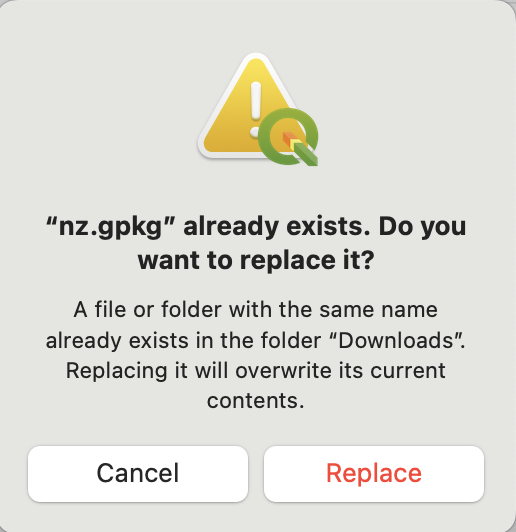 “nz.gpkg” already exists. Do you
want to replace it?
A file or folder with the same name
already exists in the folder “Downloads”.
Replacing it will overwrite its current
contents.
Cancel
Replace